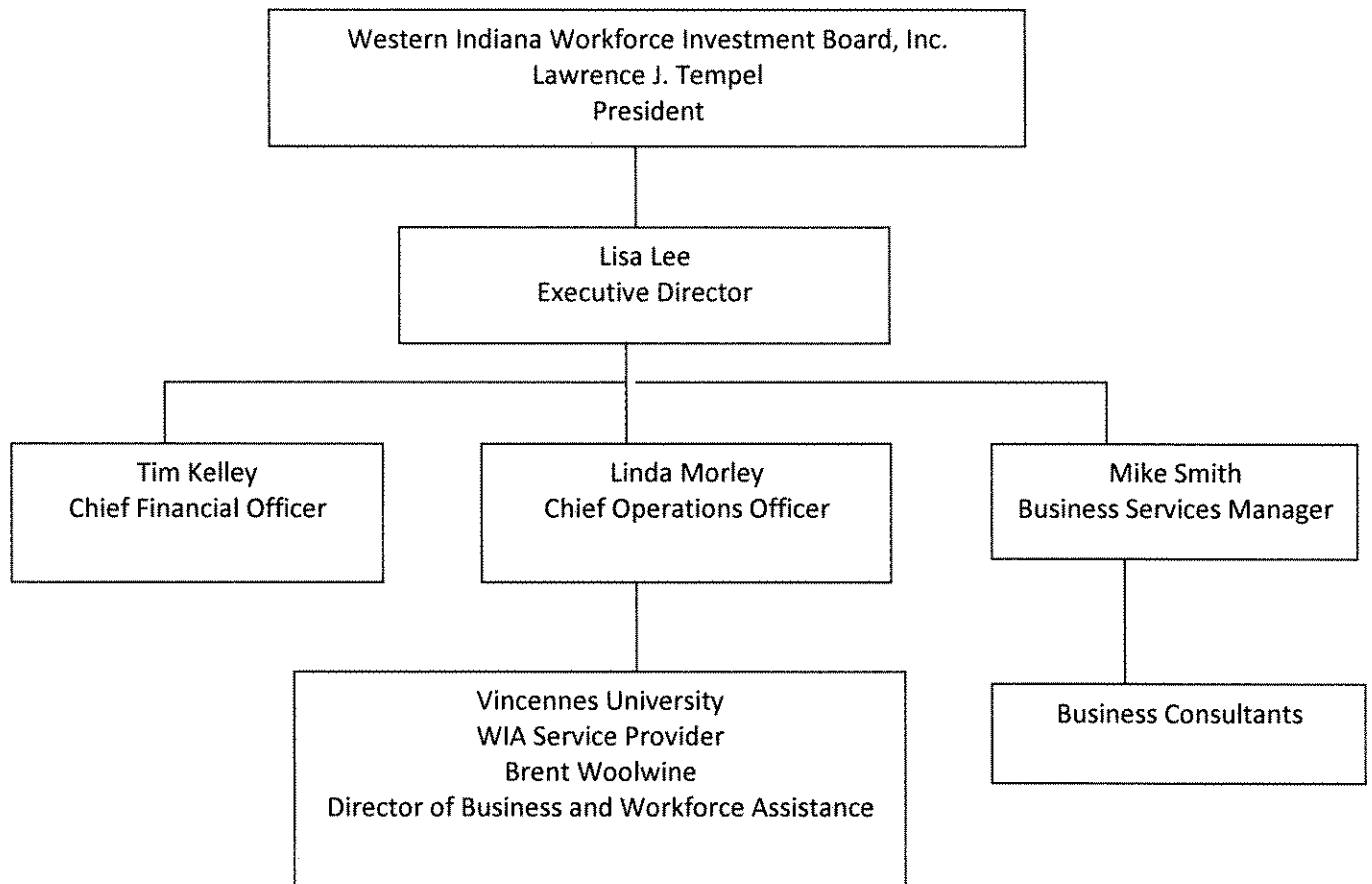 Western Indiana Workforce Investment Board, Inc.
Lawrence J. Tempel
President
Lisa Lee
Executive Director
Tim Kelley
Chief Financial Officer
Linda Morley
Chief Operations Officer
Mike Smith
Business Services Manager
Vincennes University
WIA Service Provider
Brent Woolwine
Director of Business and Workforce Assistance
Business Consultants